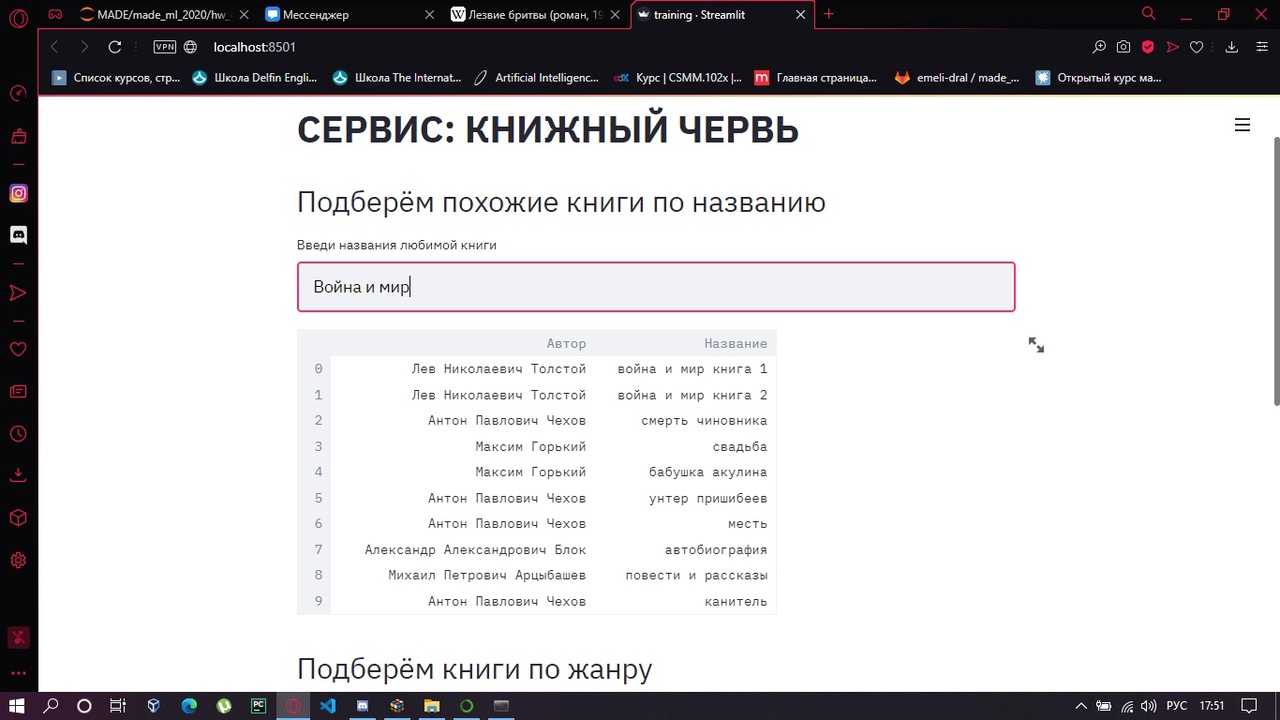 MADE/made_ml_2020/hw_4
Мессенджер
Лезвие бритвы (роман, 19
training · Streamlit
VPN
localhost:8501
Список курсов, стр...
Школа Delfin Engli...
Школа The Internat...
Artificial Intelligenc...
edX Курс | CSMM.102x |...
Главная страница...
emeli-dral / made_...
Открытый курс ма...
СЕРВИС: КНИЖНЫЙ ЧЕРВЬ
Подберём похожие книги по названию
Введи названия любимой книги
Война и мир
Автор Название
0 Лев Николаевич Толстой война и мир книга 1
1 Лев Николаевич Толстой война и мир книга 2
2 Антон Павлович Чехов смерть чиновника
3 Максим Горький свадьба
4 Максим Горький бабушка акулина
5 Антон Павлович Чехов унтер пришибеев
6 Антон Павлович Чехов месть
7 Александр Александрович Блок автобиография
8 Михаил Петрович Арцыбашев повести и рассказы
9 Антон Павлович Чехов канитель
Подберём книги по жанру
РУС 17:51